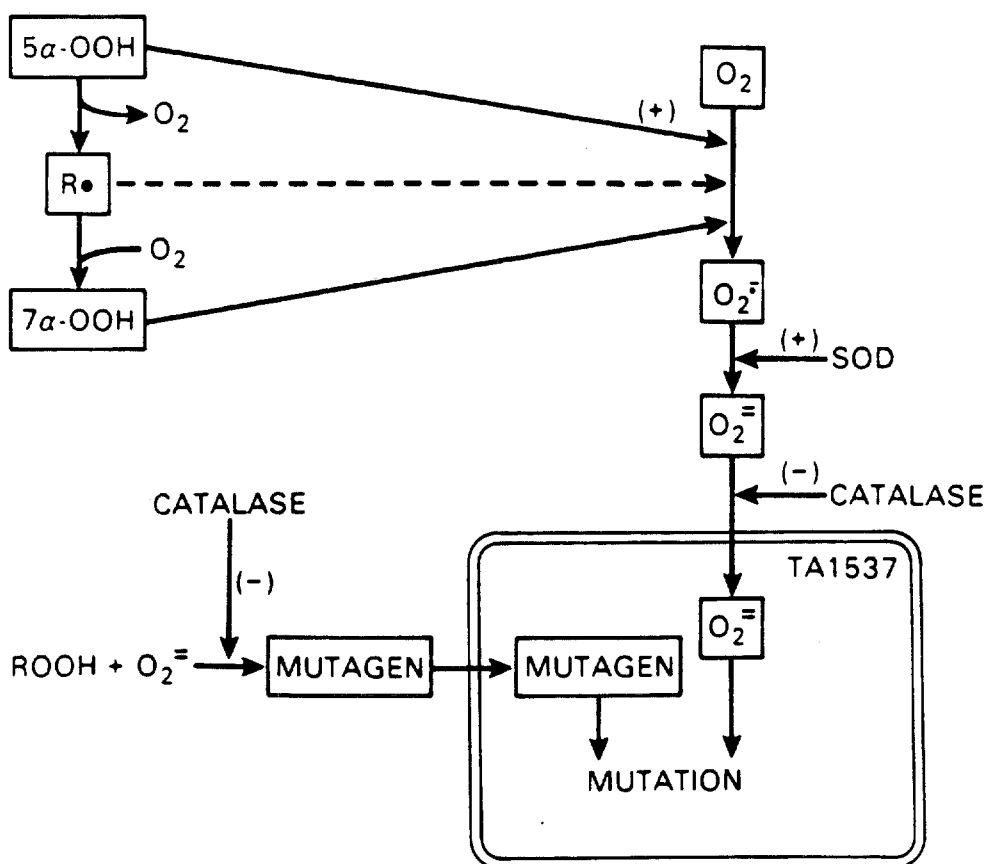 5α-OOH
O₂
O₂
(+)
R•
O₂
7α-OOH
O₂∸
(+)
SOD
O₂⁼
(-)
CATALASE
CATALASE
TA1537
(-)
O₂⁼
ROOH + O₂⁼
MUTAGEN
MUTAGEN
MUTATION